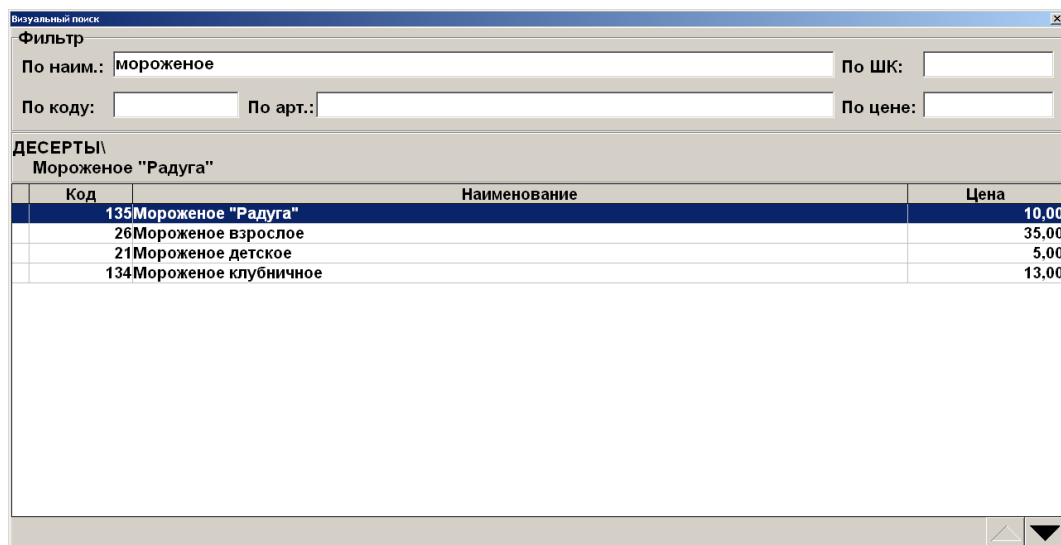 Визуальный поиск
Фильтр
По наим.: мороженое По ШК:
По коду: По арт.: По цене:
ДЕСЕРТЫ\
Мороженое "Радуга"
Код Наименование Цена
135 Мороженое "Радуга" 10,00
26 Мороженое взрослое 35,00
21 Мороженое детское 5,00
134 Мороженое клубничное 13,00